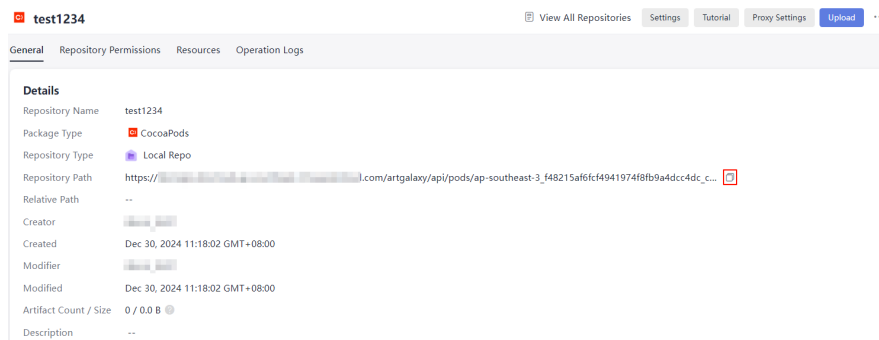 test1234
View All Repositories Settings Tutorial Proxy Settings Upload
General Repository Permissions Resources Operation Logs
Details
Repository Name test1234
Package Type CocoaPods
Repository Type Local Repo
Repository Path https:// l.com/artgalaxy/api/pods/ap-southeast-3_f48215af6fcf4941974f8fb9a4dcc4dc_c...
Relative Path --
Creator
Created Dec 30, 2024 11:18:02 GMT+08:00
Modifier
Modified Dec 30, 2024 11:18:02 GMT+08:00
Artifact Count / Size 0 / 0.0 B
Description --